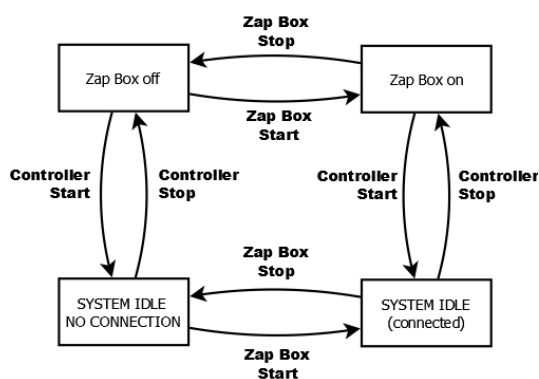 Zap Box
Stop
Zap Box off
Zap Box on
Zap Box
Start
Controller
Start
Controller
Stop
Controller
Start
Controller
Stop
Zap Box
Stop
SYSTEM IDLE
NO CONNECTION
SYSTEM IDLE
(connected)
Zap Box
Start